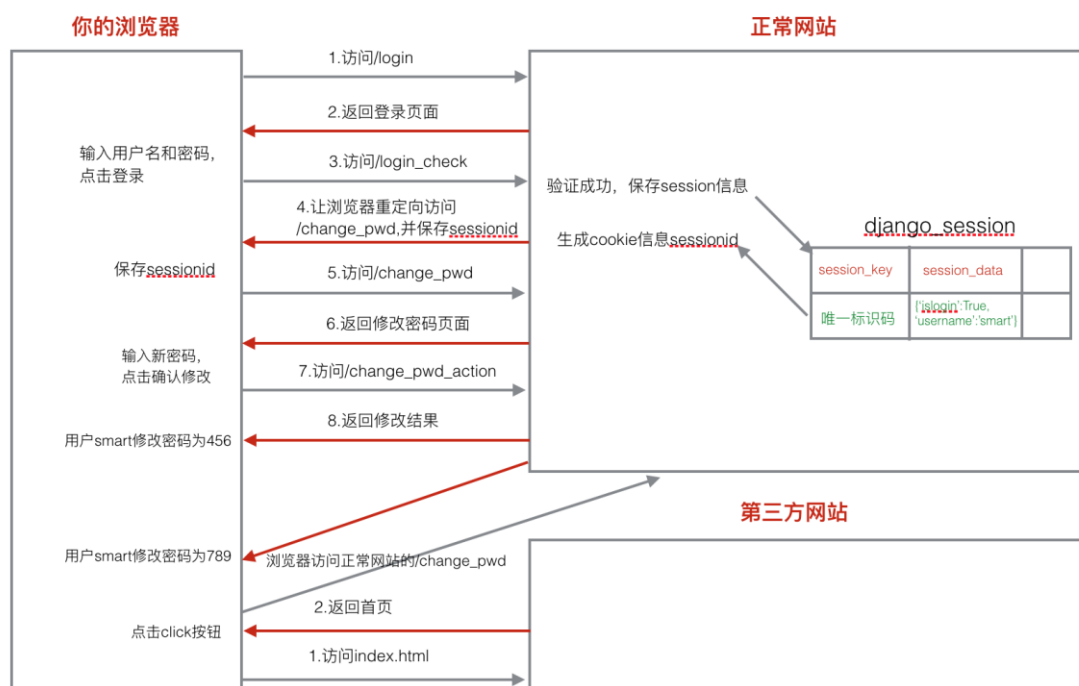 你的浏览器
正常网站
1.访问/login
2.返回登录页面
输入用户名和密码，
点击登录
3.访问/login_check
验证成功，保存session信息
4.让浏览器重定向访问
/change_pwd,并保存sessionid
生成cookie信息sessionid
django_session
保存sessionid
5.访问/change_pwd
session_key
session_data
唯一标识码
{'islogin':True,
'username':'smart'}
6.返回修改密码页面
输入新密码，
点击确认修改
7.访问/change_pwd_action
8.返回修改结果
用户smart修改密码为456
第三方网站
用户smart修改密码为789
浏览器访问正常网站的/change_pwd
2.返回首页
点击click按钮
1.访问index.html